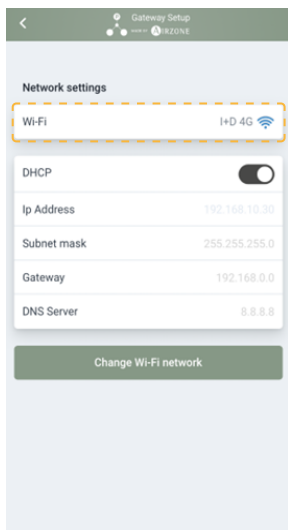 Gateway Setup
AIRZONE
Network settings
Wi-Fi
I+D 4G
DHCP
Ip Address
192.168.10.30
Subnet mask
255.255.255.0
Gateway
192.168.0.0
DNS Server
8.8.8.8
Change Wi-Fi network